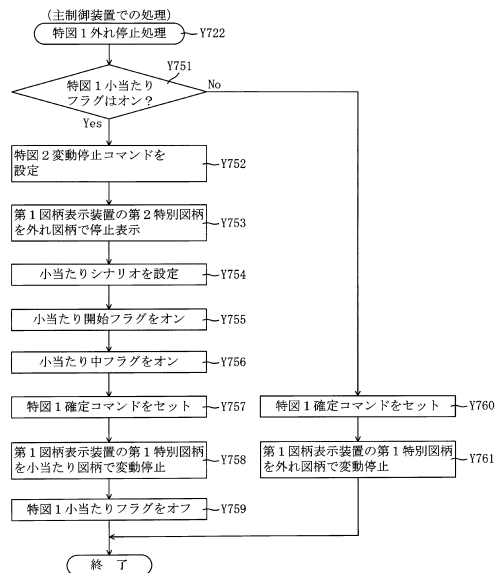 (主制御装置での処理)
特図1外れ停止処理
Y722
特図1小当たり
フラグはオン?
Y751
No
Yes
特図2変動停止コマンドを
設定
Y752
第1図柄表示装置の第2特別図柄
を外れ図柄で停止表示
Y753
小当たりシナリオを設定
Y754
小当たり開始フラグをオン
Y755
小当たり中フラグをオン
Y756
特図1確定コマンドをセット
Y757
第1図柄表示装置の第1特別図柄
を小当たり図柄で変動停止
Y758
特図1小当たりフラグをオフ
Y759
特図1確定コマンドをセット
Y760
第1図柄表示装置の第1特別図柄
を外れ図柄で変動停止
Y761
終了